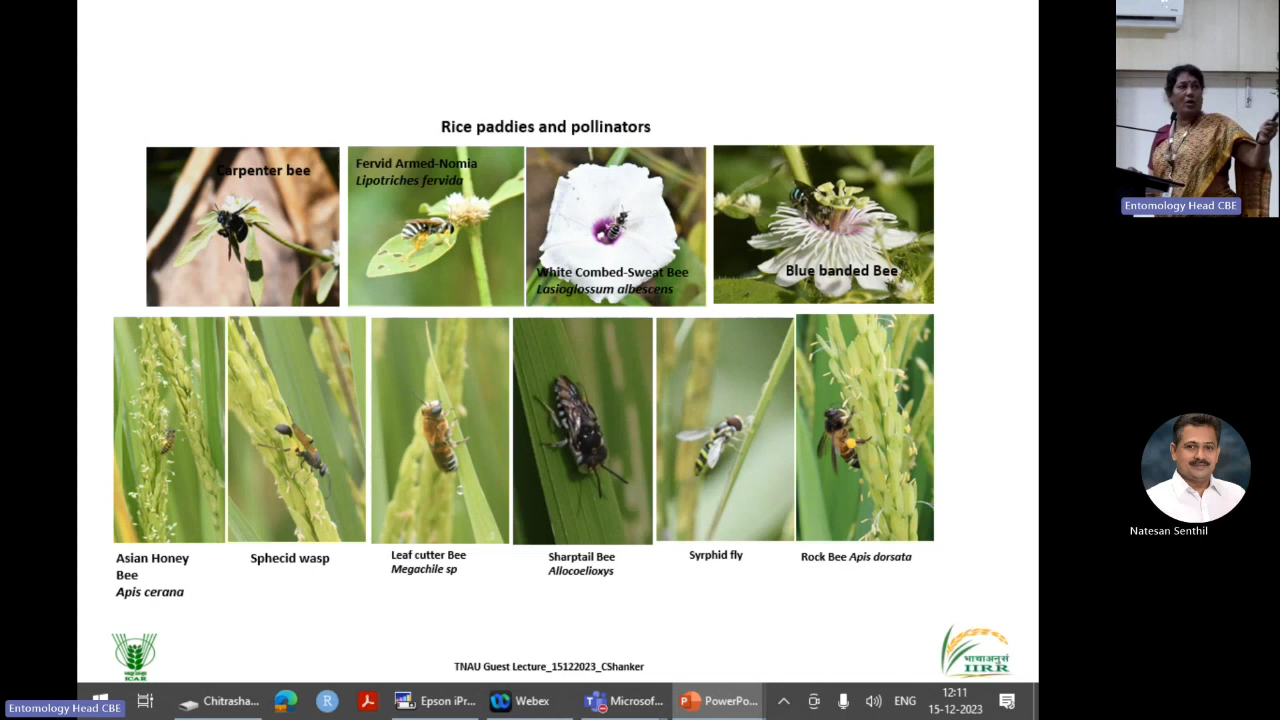 Rice paddies and pollinators
Carpenter bee
Fervid Armed-Nomia
Lipotriches fervida
White Combed-Sweat Bee
Lasioglossum albescens
Blue banded Bee
Asian Honey
Bee
Apis cerana
Sphecid wasp
Leaf cutter Bee
Megachile sp
Sharptail Bee
Allocoelioxys
Syrphid fly
Rock Bee Apis dorsata
ICAR
TNAU Guest Lecture_15122023_CShanker
भाचाअनुसं
IIRR
Entomology Head CBE
Natesan Senthil
Entomology Head CBE
Chitrasha...
R
Epson iPr...
Webex
Microsof...
PowerPo...
ENG
12:11
15-12-2023